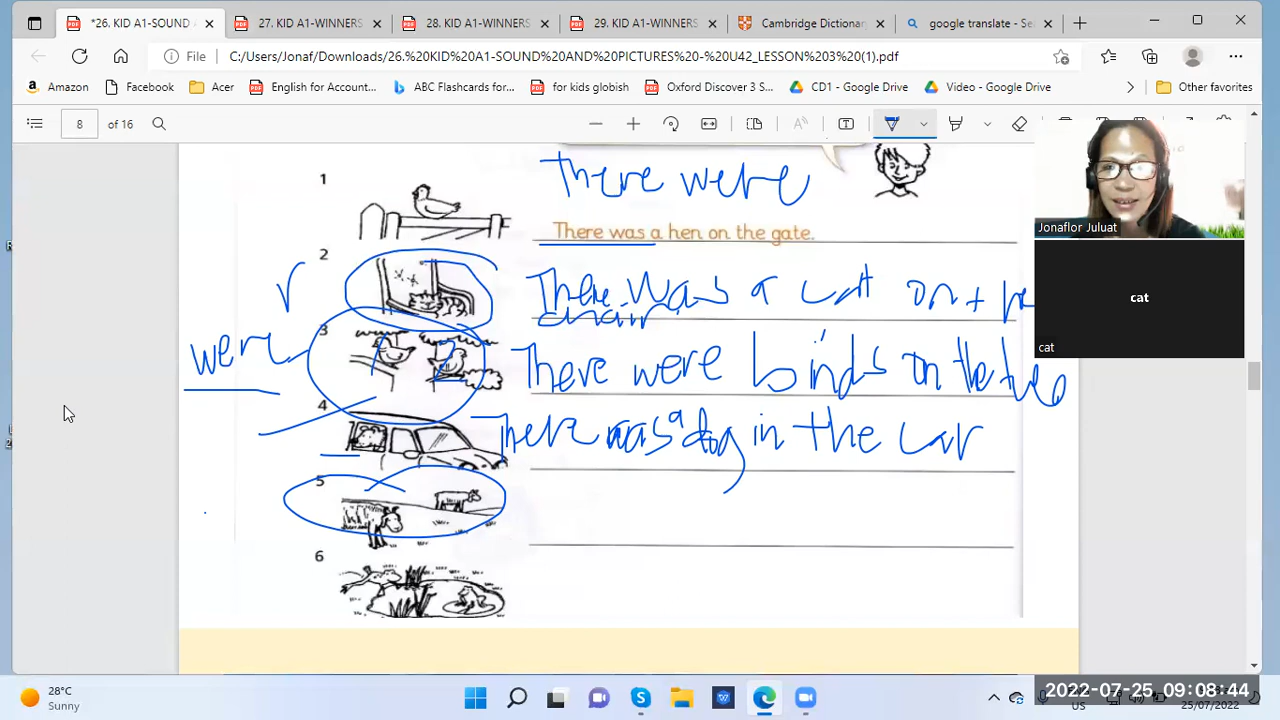 *26. KID A1-SOUND
27. KID A1-WINNERS
28. KID A1-WINNERS
29. KID A1-WINNERS
Cambridge Dictionar
google translate - Se
File
C:/Users/Jonaf/Downloads/26.%20KID%20A1-SOUND%20AND%20PICTURES%20-%20U42_LESSON%203%20(1).pdf
Amazon
Facebook
Acer
English for Account...
ABC Flashcards for...
for kids globish
Oxford Discover 3 S...
CD1 - Google Drive
Video - Google Drive
Other favorites
8 of 16
There were
1
There was a hen on the gate.
2
There was a cat on the
chair
3
were
1 2
There were birds on the tree
4
There was a dog in the car
5
6
Jonaflor Juluat
cat
cat
28°C
Sunny
2022-07-25, 09:08:44
US
25/07/2022